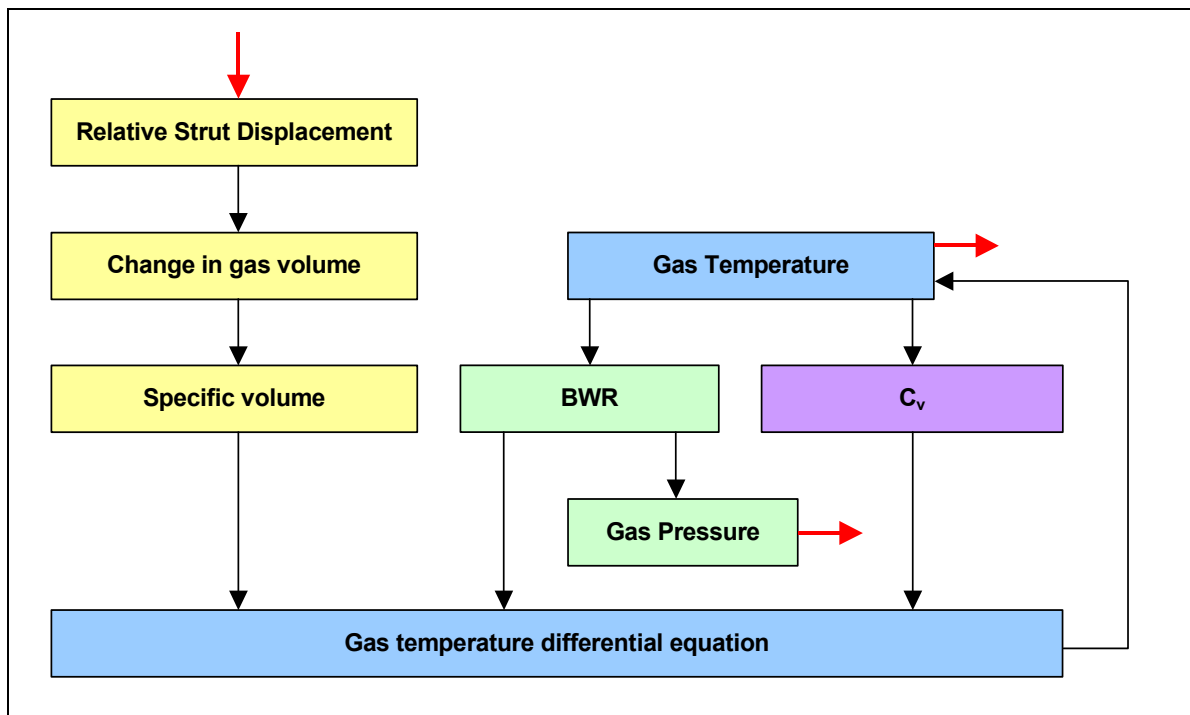 Relative Strut Displacement
Change in gas volume
Gas Temperature
Specific volume
BWR
Cv
Gas Pressure
Gas temperature differential equation